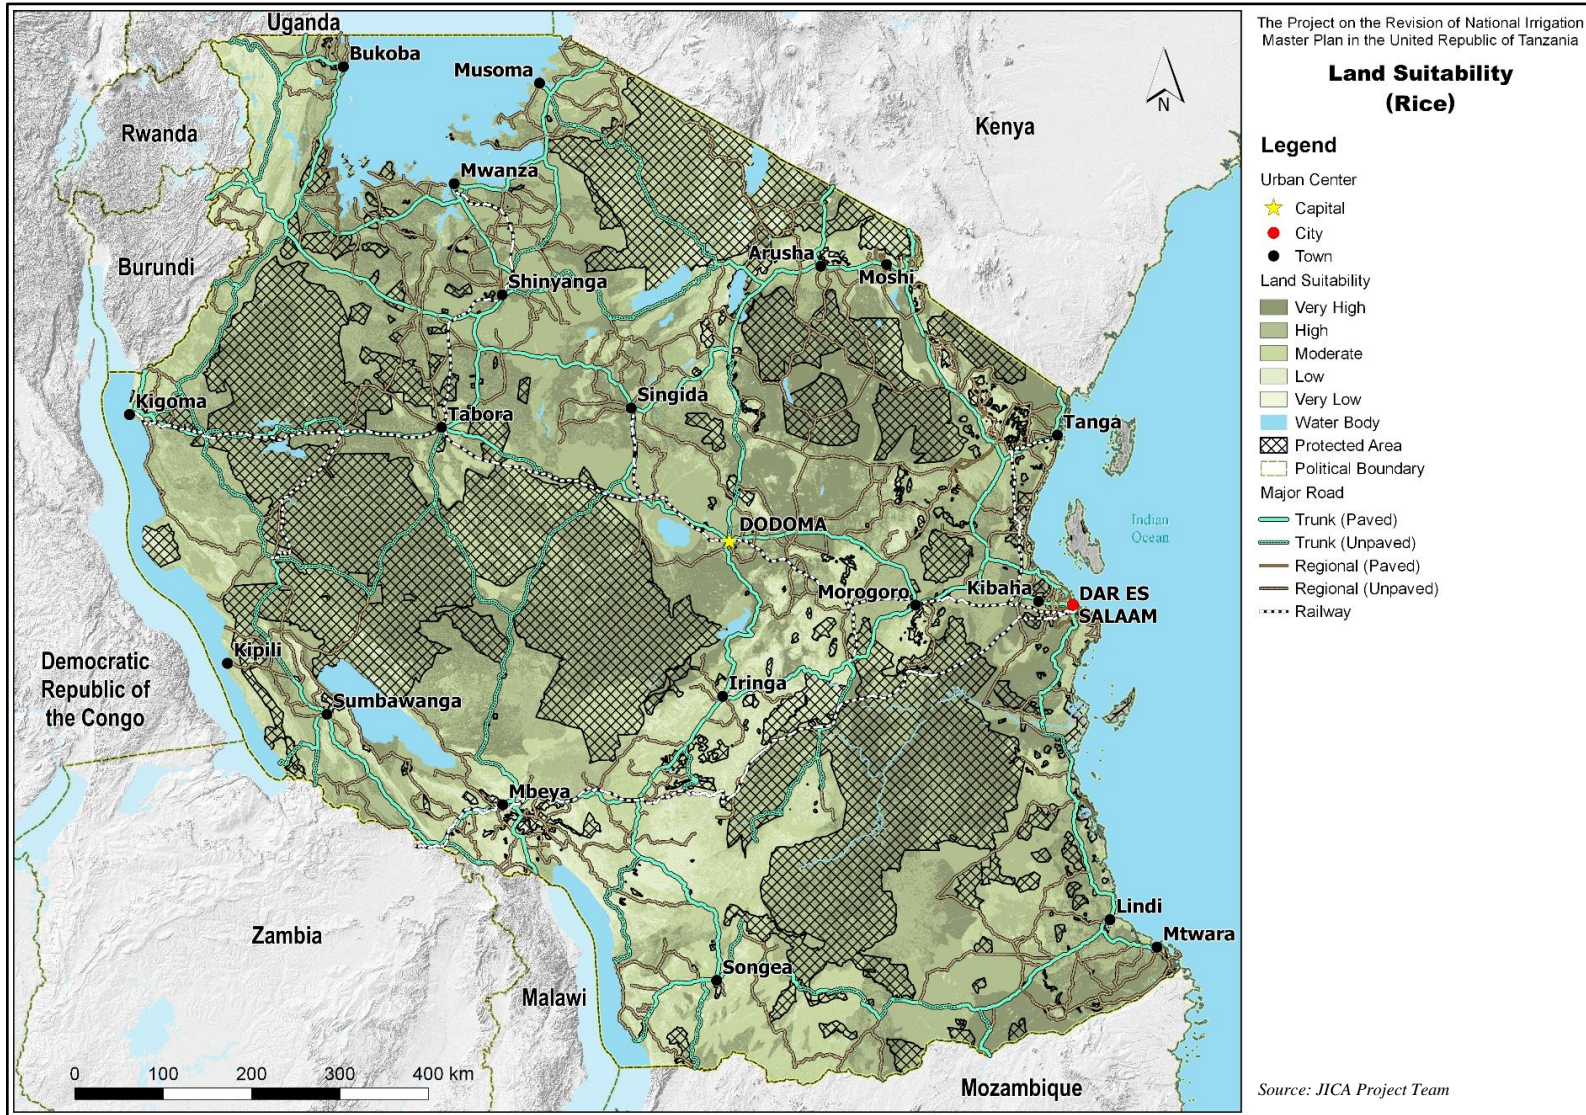 The Project on the Revision of National Irrigation
Master Plan in the United Republic of Tanzania
Land Suitability
(Rice)
Legend
Urban Center
Capital
City
Town
Land Suitability
Very High
High
Moderate
Low
Very Low
Water Body
Protected Area
Political Boundary
Major Road
Trunk (Paved)
Trunk (Unpaved)
Regional (Paved)
Regional (Unpaved)
Railway
Source: JICA Project Team
Uganda
Bukoba
Musoma
Rwanda
Kenya
N
Mwanza
Burundi
Arusha
Moshi
Shinyanga
Kigoma
Tabora
Singida
Tanga
DODOMA
Indian
Ocean
Morogoro
Kibaha
DAR ES
SALAAM
Kipili
Democratic
Republic of
the Congo
Sumbawanga
Iringa
Mbeya
Zambia
Lindi
Mtwara
Songea
Malawi
Mozambique
0 100 200 300 400 km